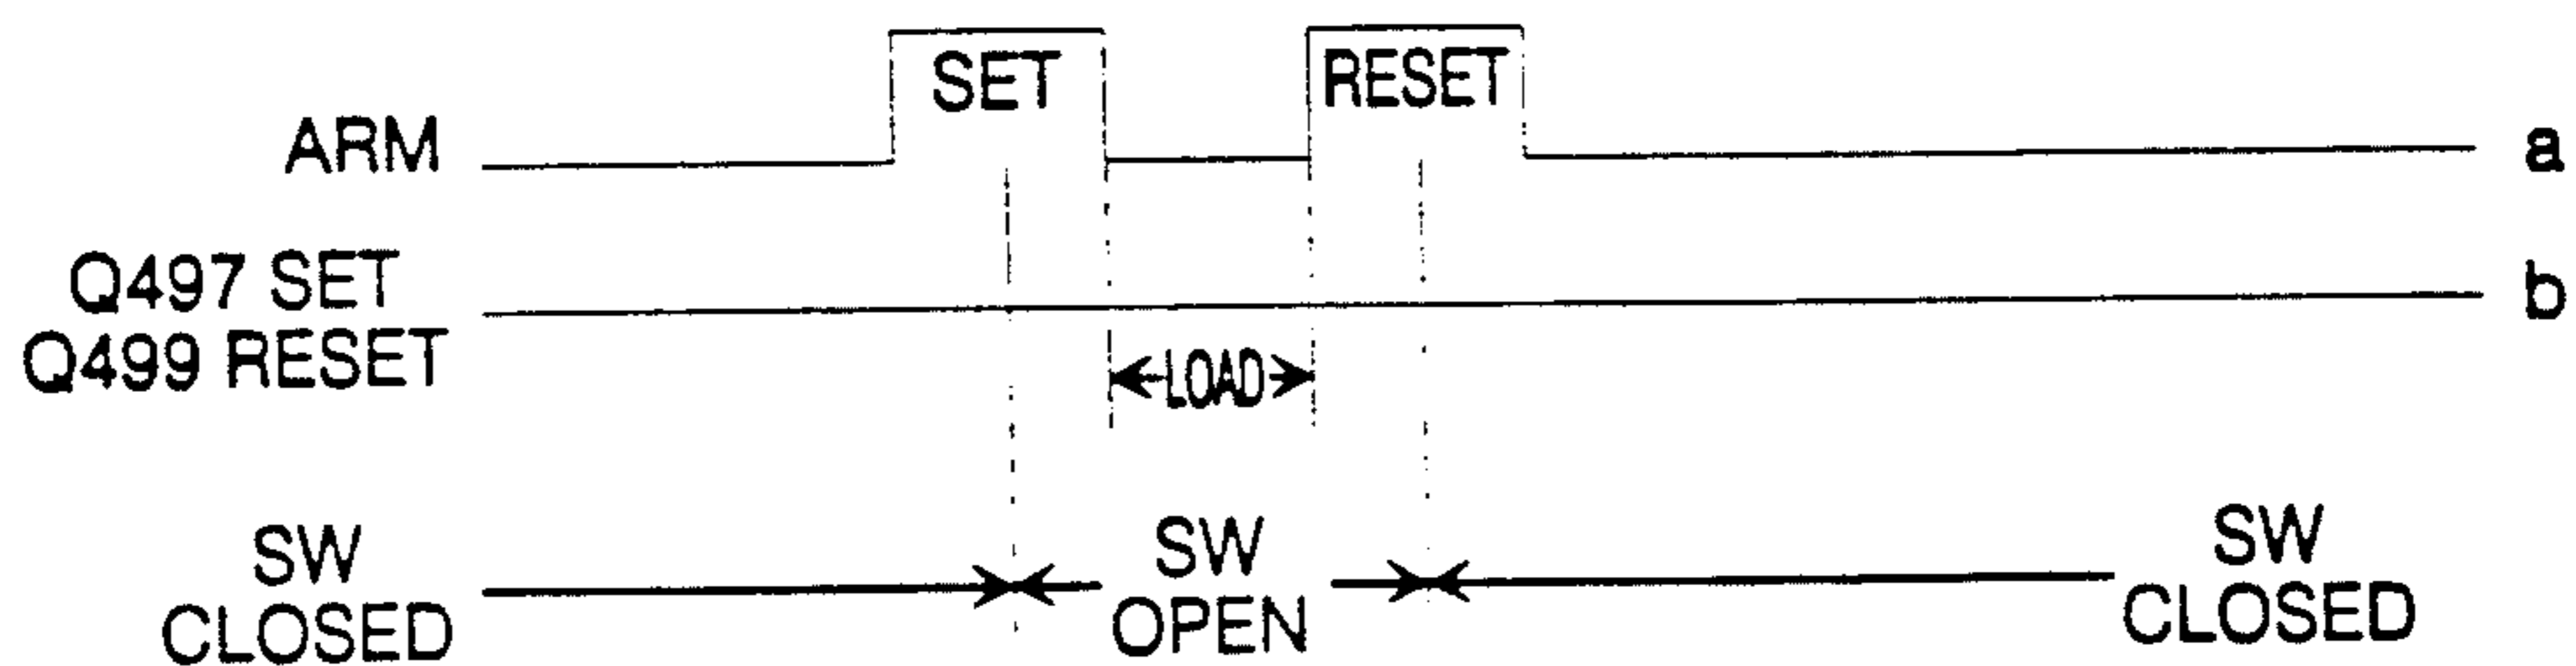 SET
RESET
ARM
a
Q497 SET
Q499 RESET
b
LOAD
SW
CLOSED
SW
OPEN
SW
CLOSED